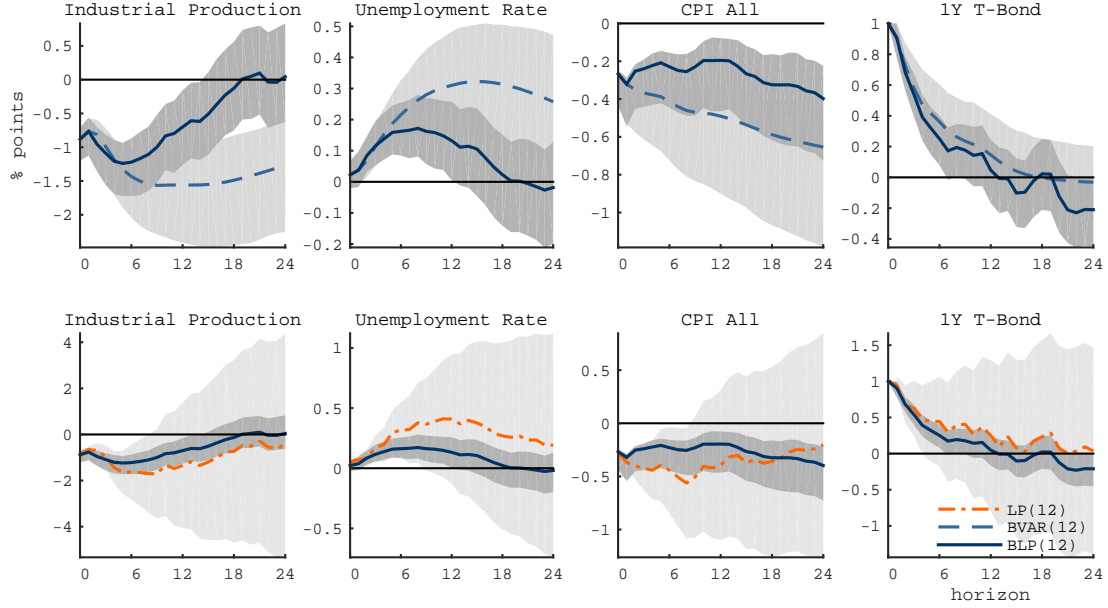 Industrial Production
Unemployment Rate
CPI All
1Y T-Bond
% points
0.5
0
-0.5
-1
-1.5
-2
0 6 12 18 24
0.5
0.4
0.3
0.2
0.1
0
-0.1
-0.2
0 6 12 18 24
0
-0.2
-0.4
-0.6
-0.8
-1
0 6 12 18 24
1
0.8
0.6
0.4
0.2
0
-0.2
-0.4
0 6 12 18 24
Industrial Production
Unemployment Rate
CPI All
1Y T-Bond
4
2
0
-2
-4
0 6 12 18 24
1
0.5
0
-0.5
0 6 12 18 24
0.5
0
-0.5
-1
0 6 12 18 24
1.5
1
0.5
0
-0.5
-1
LP(12)
BVAR(12)
BLP(12)
0 6 12 18 24
horizon